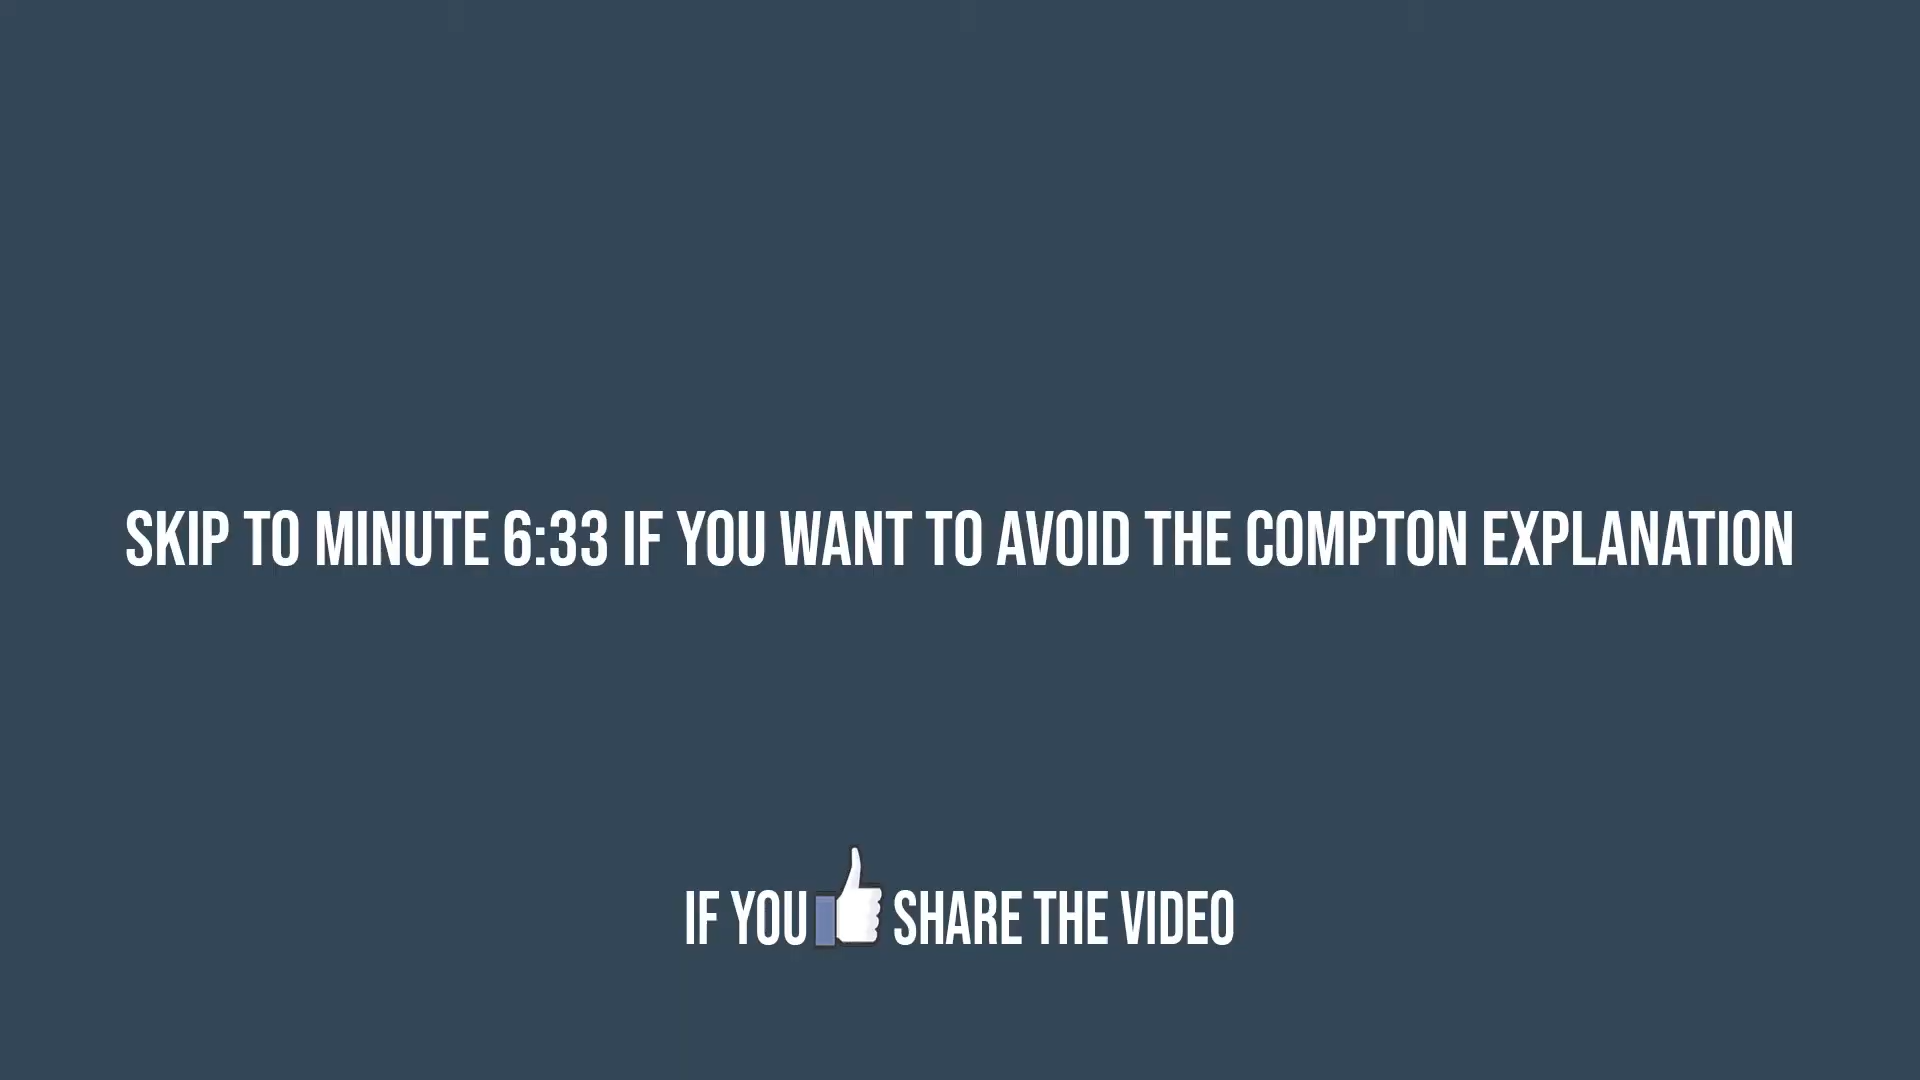 SKIP TO MINUTE 6:33 IF YOU WANT TO AVOID THE COMPTON EXPLANATION
IF YOU SHARE THE VIDEO